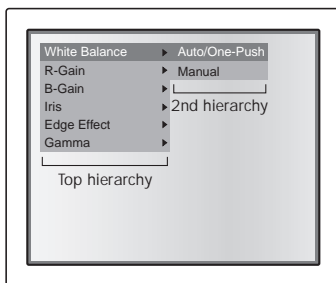 White Balance Auto/One-Push
R-Gain Manual
B-Gain
Iris 2nd hierarchy
Edge Effect
Gamma
Top hierarchy